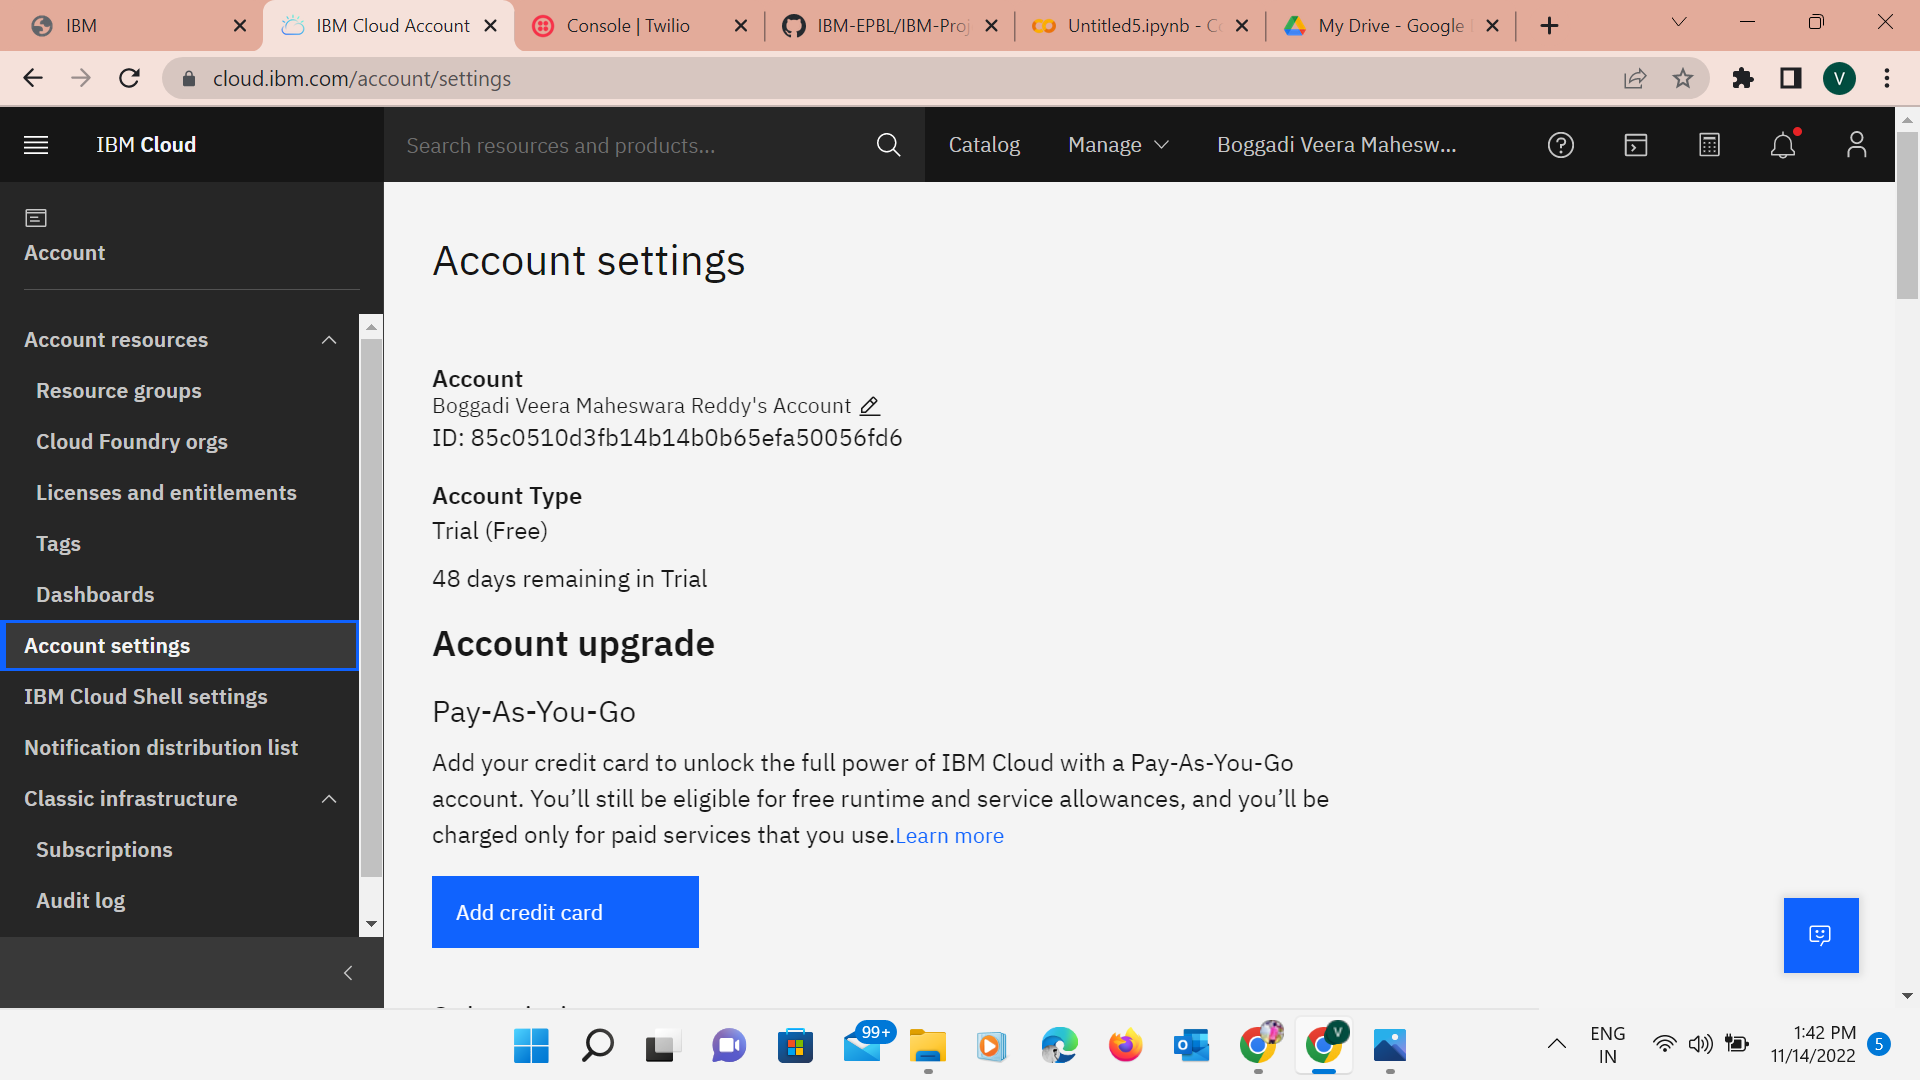 IBM
IBM Cloud Account
Console | Twilio
IBM-EPBL/IBM-Proj
Untitled5.ipynb - Co
My Drive - Google
cloud.ibm.com/account/settings
V
IBM Cloud
Search resources and products...
Catalog
Manage
Boggadi Veera Mahesw...
Account
Account resources
Resource groups
Cloud Foundry orgs
Licenses and entitlements
Tags
Dashboards
Account settings
IBM Cloud Shell settings
Notification distribution list
Classic infrastructure
Subscriptions
Audit log
Account settings
Account
Boggadi Veera Maheswara Reddy's Account
ID: 85c0510d3fb14b14b0b65efa50056fd6
Account Type
Trial (Free)
48 days remaining in Trial
Account upgrade
Pay-As-You-Go
Add your credit card to unlock the full power of IBM Cloud with a Pay-As-You-Go
account. You’ll still be eligible for free runtime and service allowances, and you’ll be
charged only for paid services that you use.Learn more
Add credit card
99+
V
ENG
IN
1:42 PM
11/14/2022
5